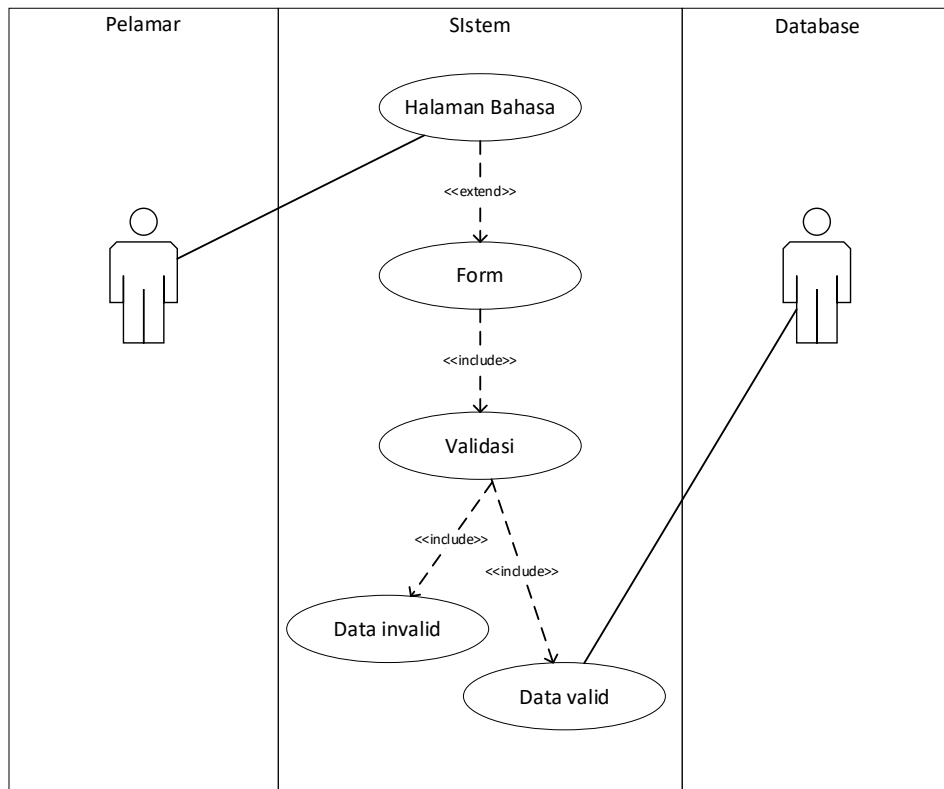 Pelamar
SIstem
Database
Halaman Bahasa
<<extend>>
Form
<<include>>
Validasi
<<include>>
<<include>>
Data invalid
Data valid